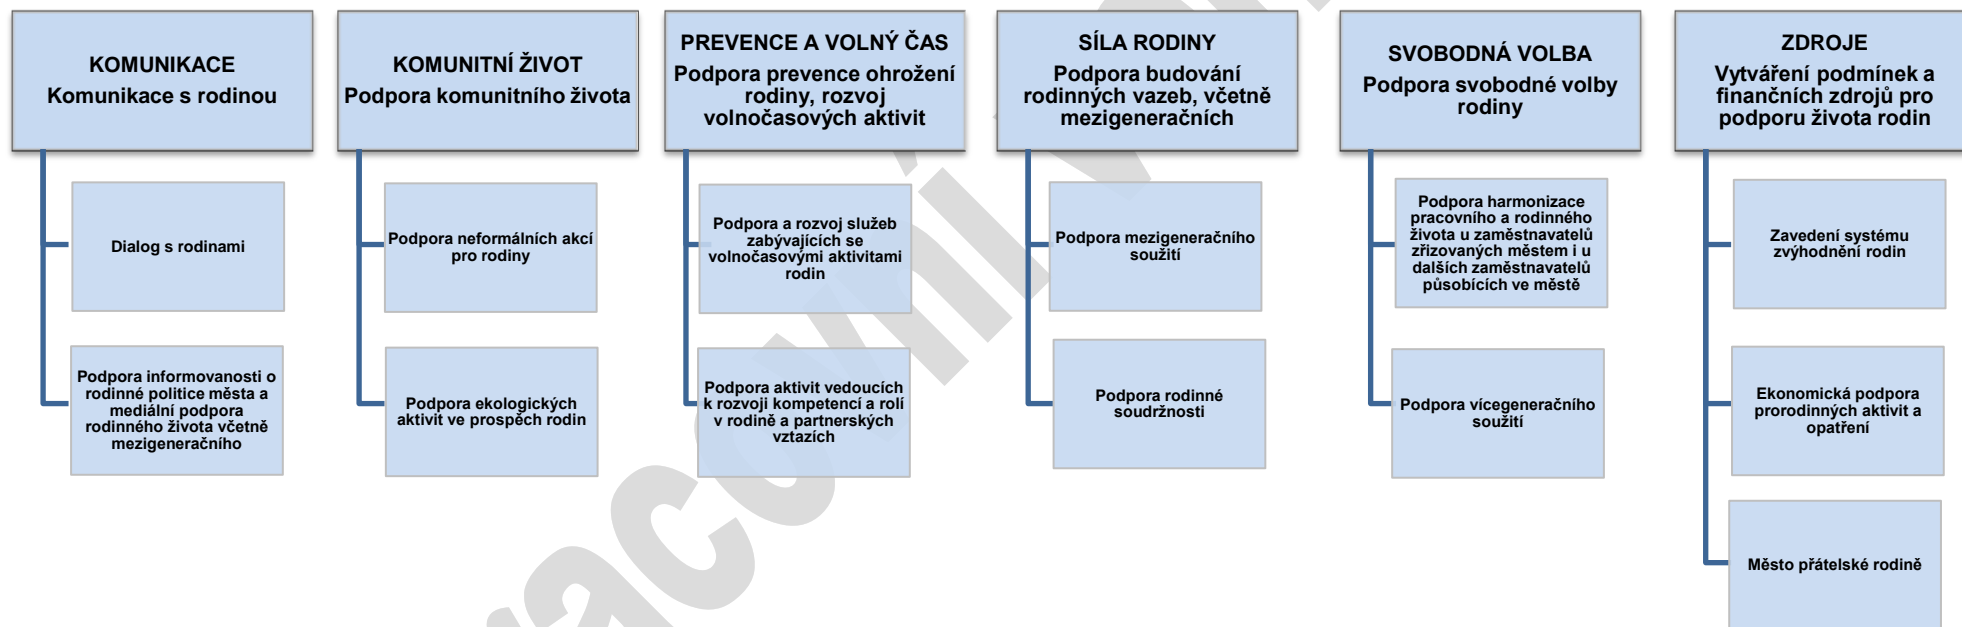 KOMUNIKACE
Komunikace s rodinou
Dialog s rodinami
Podpora informovanosti o
rodinné politice města a
mediální podpora
rodinného života včetně
mezigeneračního
KOMUNITNÍ ŽIVOT
Podpora komunitního života
Podpora neformálních akcí
pro rodiny
Podpora ekologických
aktivit ve prospěch rodin
PREVENCE A VOLNÝ ČAS
Podpora prevence ohrožení
rodiny, rozvoj
volnočasových aktivit
Podpora a rozvoj služeb
zabývajících se
volnočasovými aktivitami
rodin
Podpora aktivit vedoucích
k rozvoji kompetencí a rolí
v rodině a partnerských
vztazích
SÍLA RODINY
Podpora budování
rodinných vazeb, včetně
mezigeneračních
Podpora mezigeneračního
soužití
Podpora rodinné
soudržnosti
SVOBODNÁ VOLBA
Podpora svobodné volby
rodiny
Podpora harmonizace
pracovního a rodinného
života u zaměstnavatelů
zřizovaných městem i u
dalších zaměstnavatelů
působících ve městě
Podpora vícegeneračního
soužití
ZDROJE
Vytváření podmínek a
finančních zdrojů pro
podporu života rodin
Zavedení systému
zvýhodnění rodin
Ekonomická podpora
prorodinných aktivit a
opatření
Město přátelské rodině